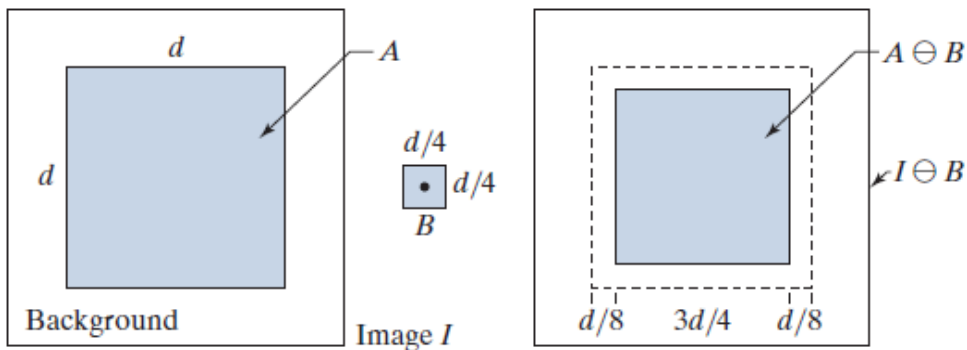 d
A
d
Background
Image I
d/4
d/4
B
A ⊖ B
I ⊖ B
d/8
3d/4
d/8